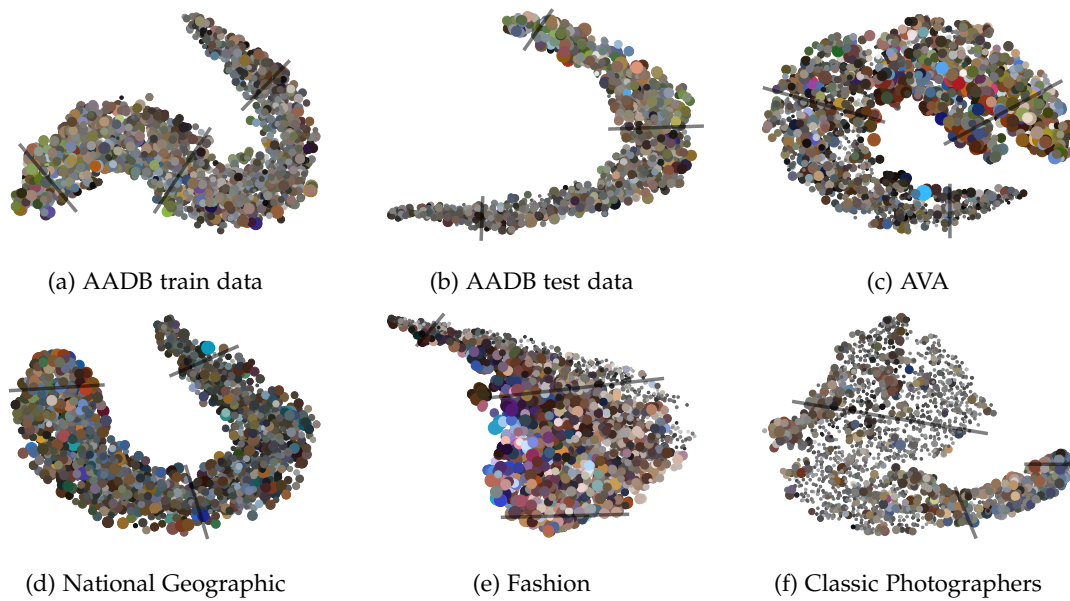 (a) AADB train data
(b) AADB test data
(c) AVA
(d) National Geographic
(e) Fashion
(f) Classic Photographers